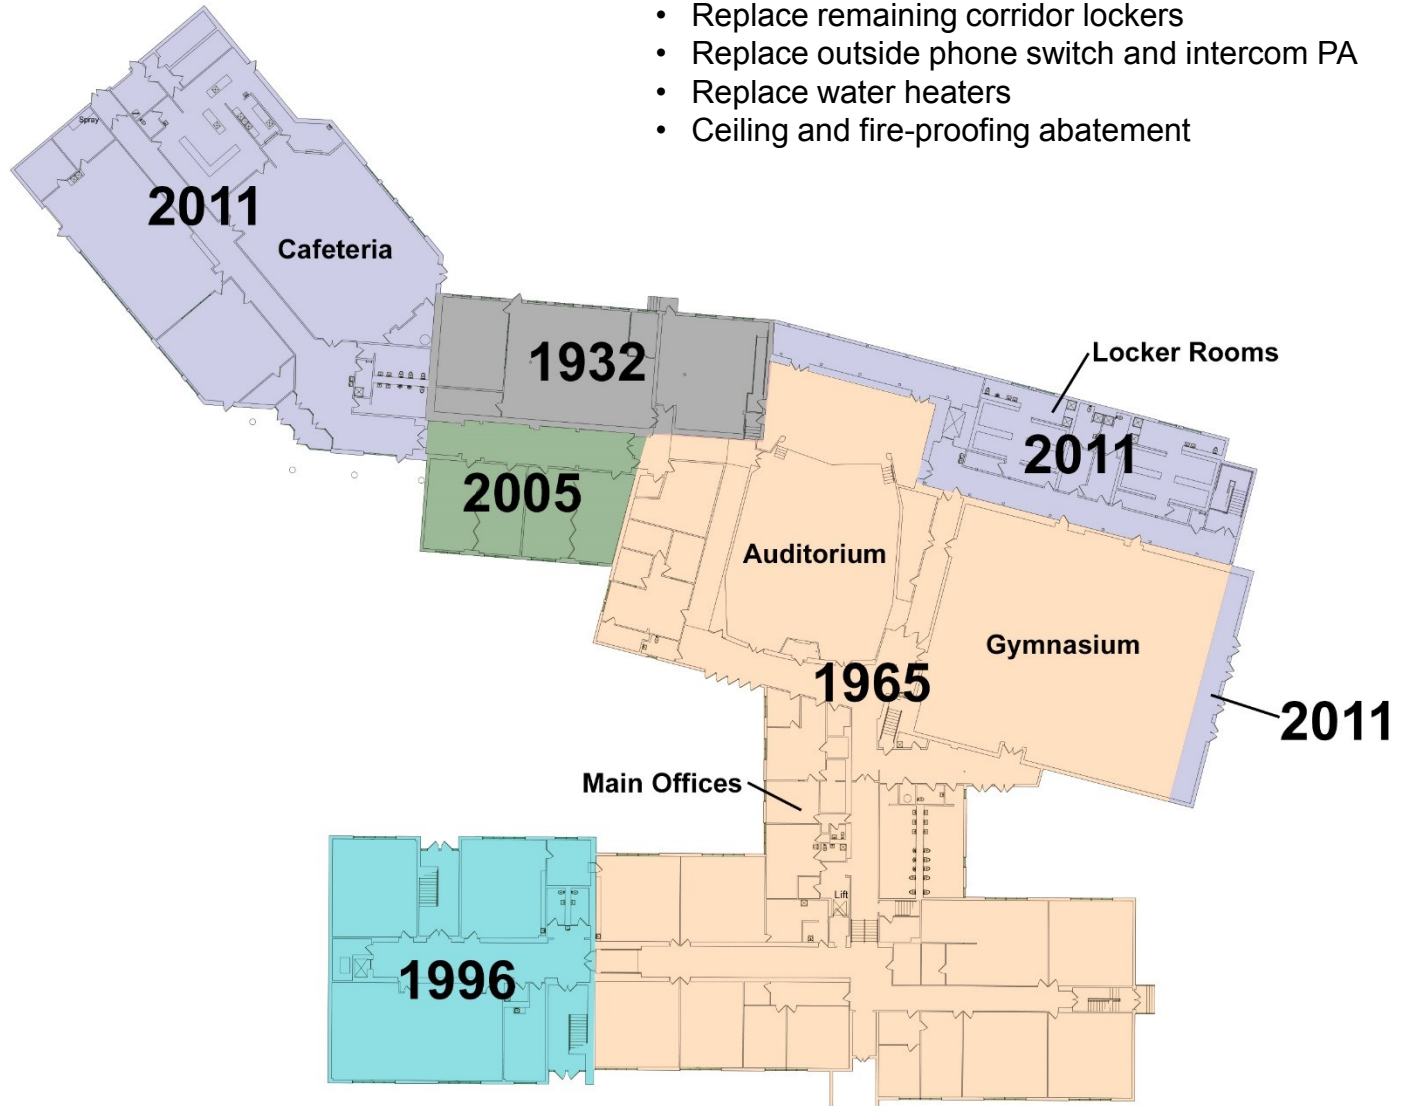 • Replace remaining corridor lockers
• Replace outside phone switch and intercom PA
• Replace water heaters
• Ceiling and fire-proofing abatement
Spray
2011
Cafeteria
1932
Locker Rooms
2011
2005
Auditorium
Gymnasium
1965
2011
Main Offices
Lift
1996